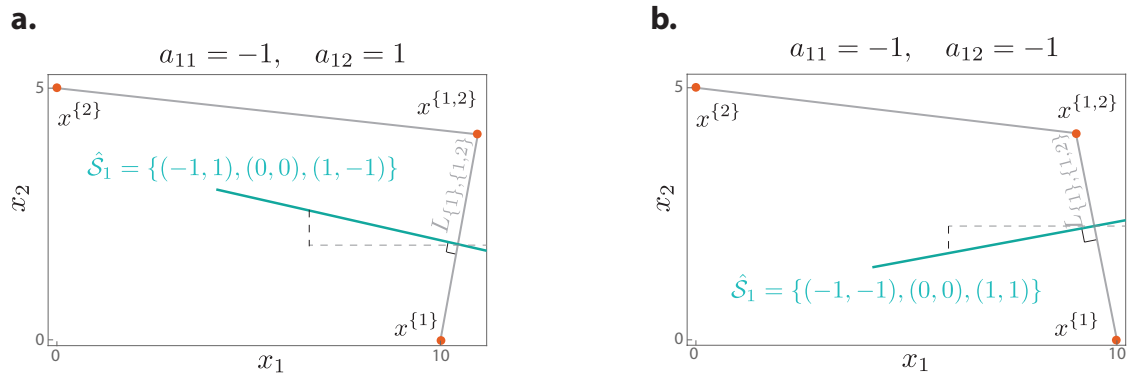 a.
a₁₁ = −1, a₁₂ = 1
5
x^{2}
x^{1,2}
Ŝ₁ = {(−1, 1), (0, 0), (1, −1)}
L_{{1},{1,2}}
x₂
x^{1}
0
0
10
x₁
b.
a₁₁ = −1, a₁₂ = −1
5
x^{2}
x^{1,2}
L_{{1},{1,2}}
x₂
Ŝ₁ = {(−1, −1), (0, 0), (1, 1)}
x^{1}
0
0
10
x₁